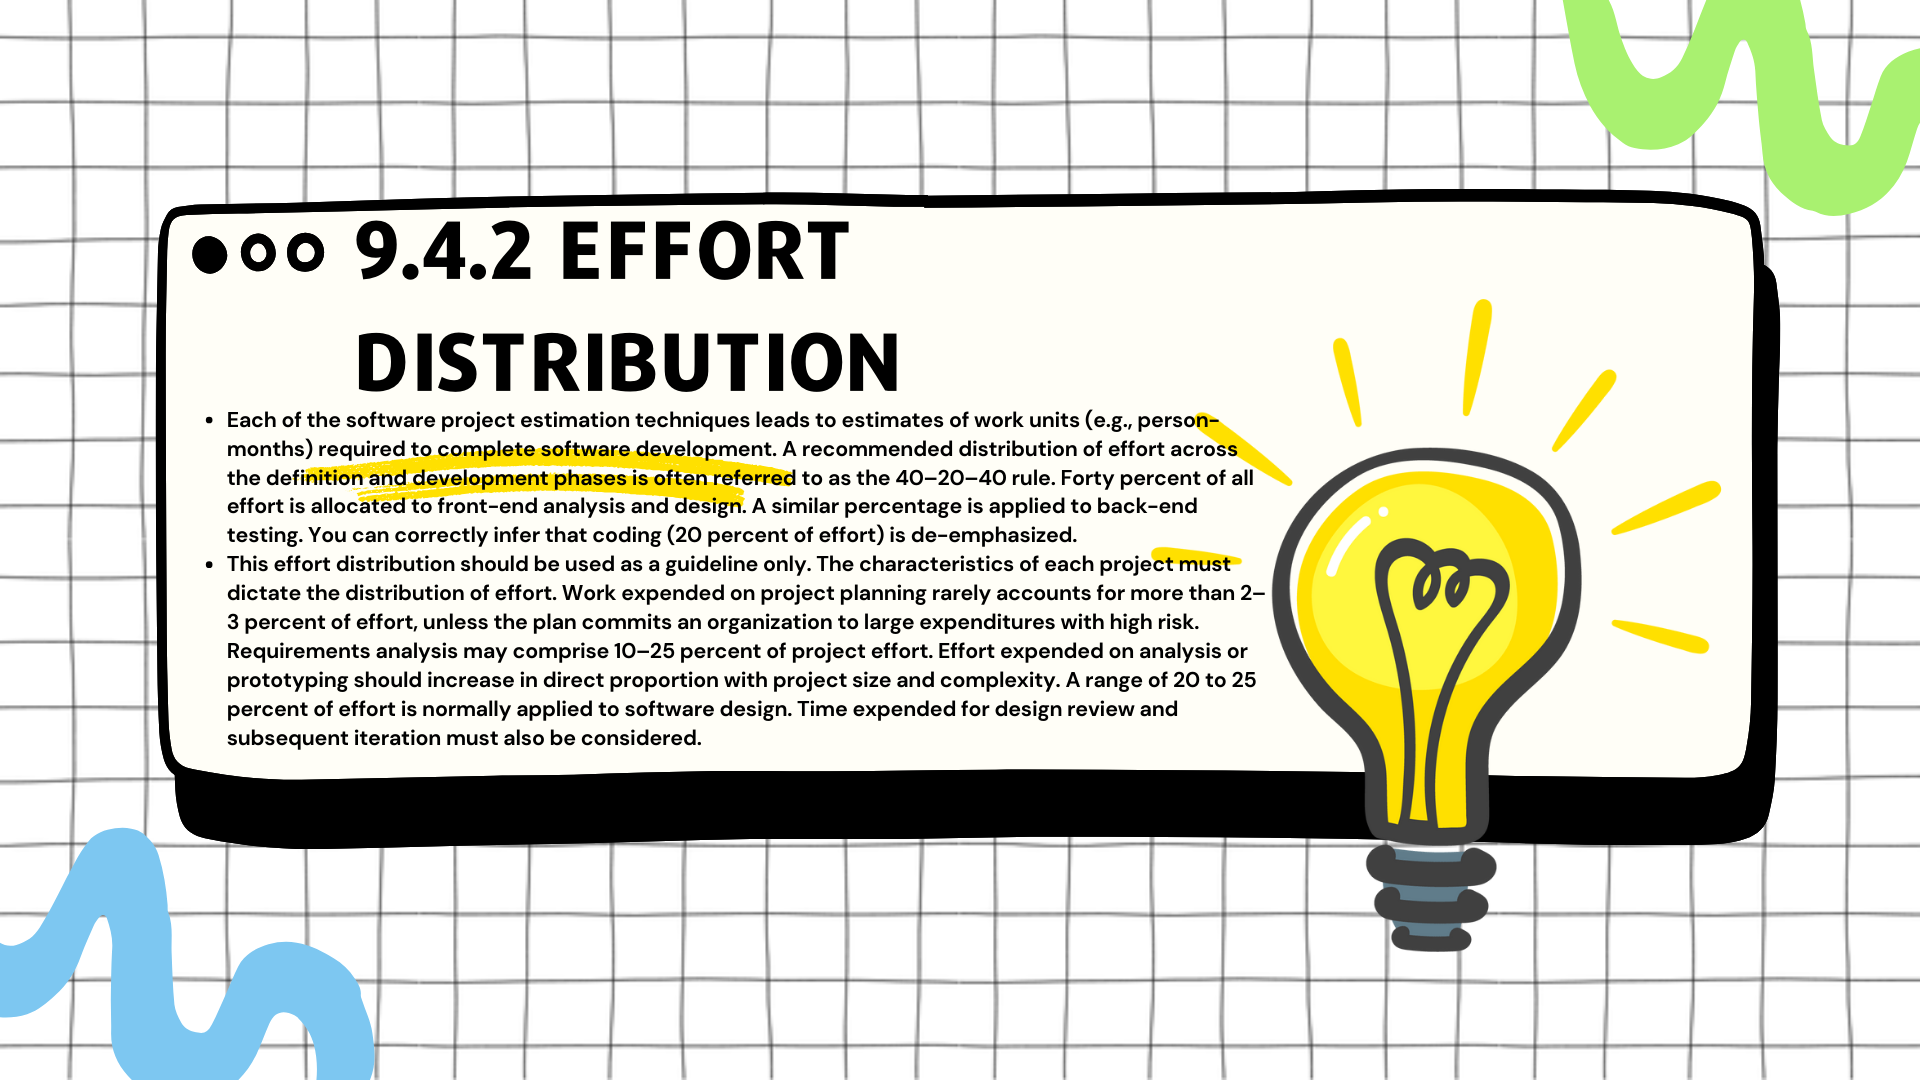 9.4.2 EFFORT
DISTRIBUTION
• Each of the software project estimation techniques leads to estimates of work units (e.g., person-
months) required to complete software development. A recommended distribution of effort across
the definition and development phases is often referred to as the 40–20–40 rule. Forty percent of all
effort is allocated to front-end analysis and design. A similar percentage is applied to back-end
testing. You can correctly infer that coding (20 percent of effort) is de-emphasized.
• This effort distribution should be used as a guideline only. The characteristics of each project must
dictate the distribution of effort. Work expended on project planning rarely accounts for more than 2–
3 percent of effort, unless the plan commits an organization to large expenditures with high risk.
Requirements analysis may comprise 10–25 percent of project effort. Effort expended on analysis or
prototyping should increase in direct proportion with project size and complexity. A range of 20 to 25
percent of effort is normally applied to software design. Time expended for design review and
subsequent iteration must also be considered.